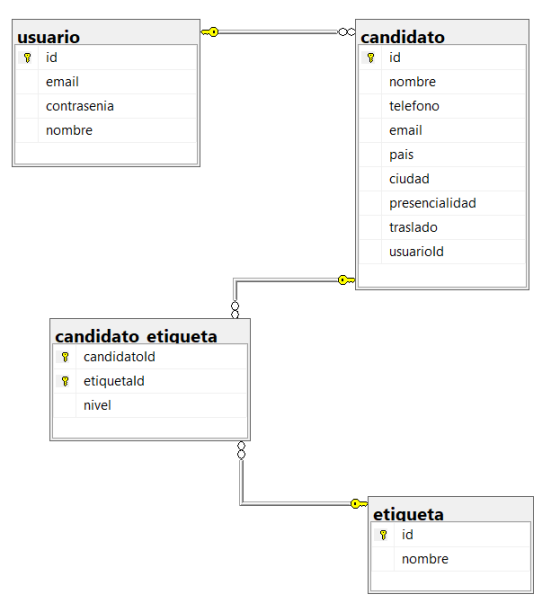 usuario
id
email
contrasenia
nombre
candidato
id
nombre
telefono
email
pais
ciudad
presencialidad
traslado
usuarioId
candidato_etiqueta
candidatoId
etiquetaId
nivel
etiqueta
id
nombre